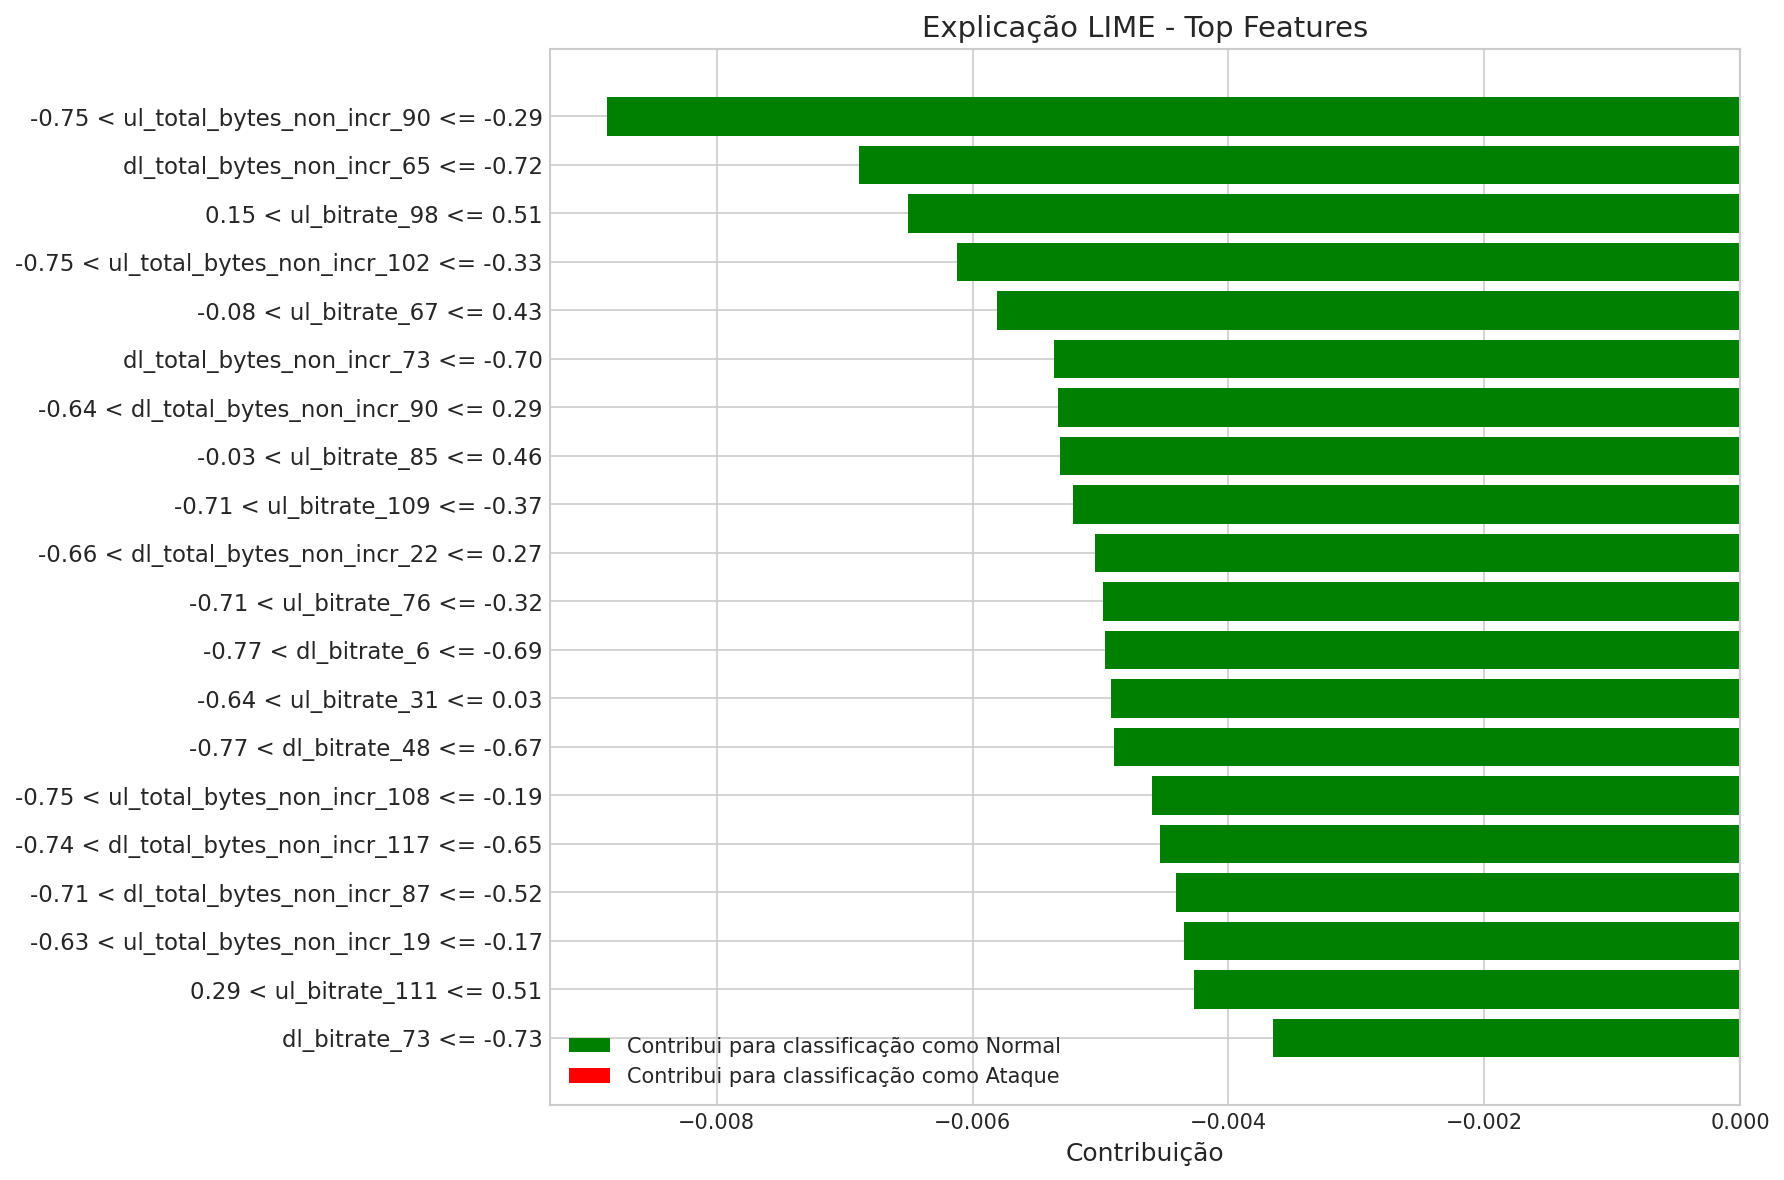 Explicação LIME - Top Features
-0.75 < ul_total_bytes_non_incr_90 <= -0.29
dl_total_bytes_non_incr_65 <= -0.72
0.15 < ul_bitrate_98 <= 0.51
-0.75 < ul_total_bytes_non_incr_102 <= -0.33
-0.08 < ul_bitrate_67 <= 0.43
dl_total_bytes_non_incr_73 <= -0.70
-0.64 < dl_total_bytes_non_incr_90 <= 0.29
-0.03 < ul_bitrate_85 <= 0.46
-0.71 < ul_bitrate_109 <= -0.37
-0.66 < dl_total_bytes_non_incr_22 <= 0.27
-0.71 < ul_bitrate_76 <= -0.32
-0.77 < dl_bitrate_6 <= -0.69
-0.64 < ul_bitrate_31 <= 0.03
-0.77 < dl_bitrate_48 <= -0.67
-0.75 < ul_total_bytes_non_incr_108 <= -0.19
-0.74 < dl_total_bytes_non_incr_117 <= -0.65
-0.71 < dl_total_bytes_non_incr_87 <= -0.52
-0.63 < ul_total_bytes_non_incr_19 <= -0.17
0.29 < ul_bitrate_111 <= 0.51
dl_bitrate_73 <= -0.73
Contribui para classificação como Normal
Contribui para classificação como Ataque
−0.008 −0.006 −0.004 −0.002 0.000
Contribuição